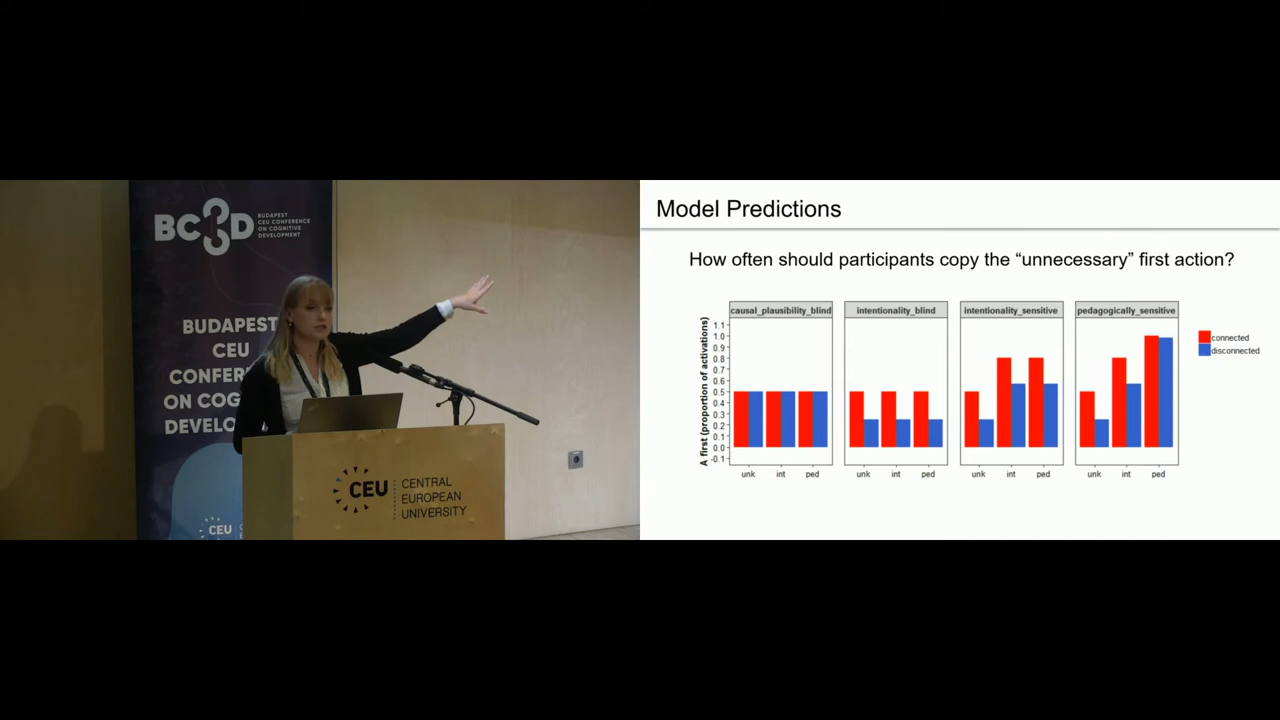 BC3D
BUDAPEST
CEU CONFERENCE
ON COGNITIVE
DEVELOPMENT
BUDAPEST
CEU
CONFER
ON COG
DEVELO
CEU
CEU
CENTRAL
EUROPEAN
UNIVERSITY
Model Predictions
How often should participants copy the “unnecessary” first action?
causal_plausibility_blind
intentionality_blind
intentionality_sensitive
pedagogically_sensitive
A first (proportion of activations)
1.1
1.0
0.9
0.8
0.7
0.6
0.5
0.4
0.3
0.2
0.1
0.0
-0.1
unk int ped
unk int ped
unk int ped
unk int ped
connected
disconnected